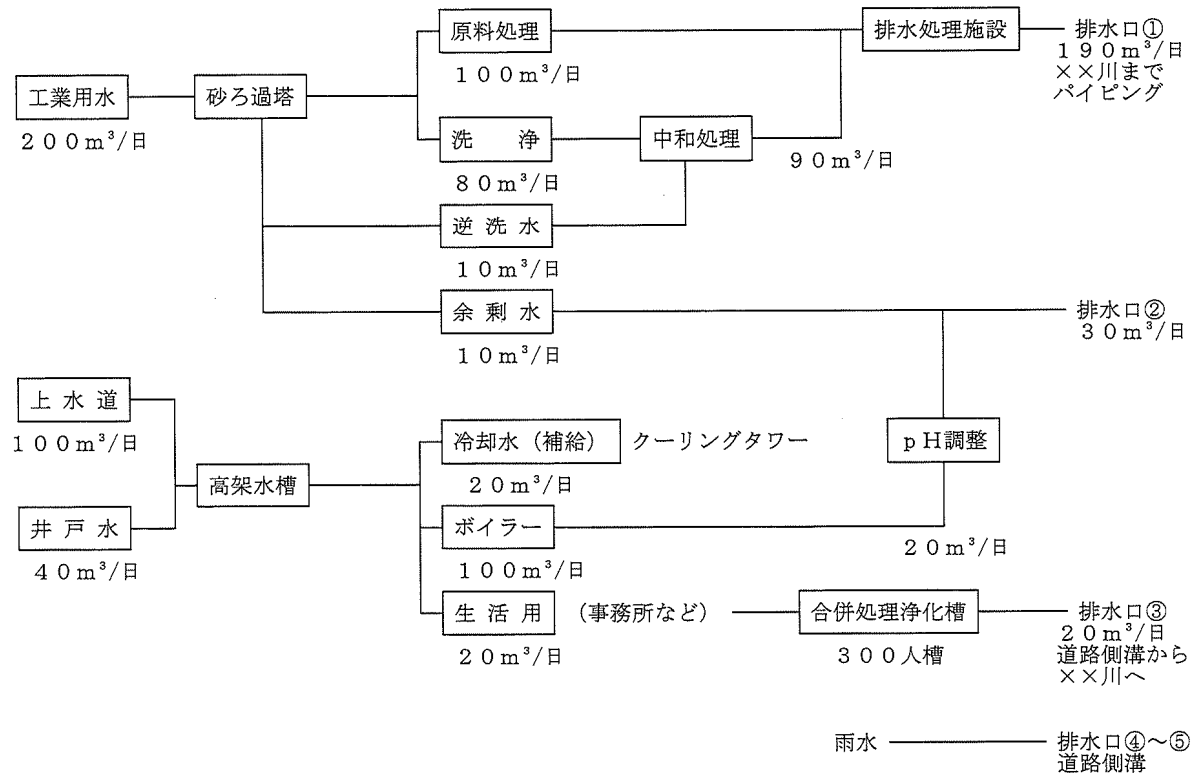 原料処理
100m³/日
排水処理施設
排水口①
190m³/日
××川まで
パイピング
工業用水
200m³/日
砂ろ過塔
洗　浄
80m³/日
中和処理
90m³/日
逆洗水
10m³/日
余剰水
10m³/日
排水口②
30m³/日
上水道
100m³/日
井戸水
40m³/日
高架水槽
冷却水（補給）　クーリングタワー
20m³/日
pH調整
ボイラー
100m³/日
20m³/日
生活用　（事務所など）
20m³/日
合併処理浄化槽
300人槽
排水口③
20m³/日
道路側溝から
××川へ
雨水
排水口④～⑤
道路側溝